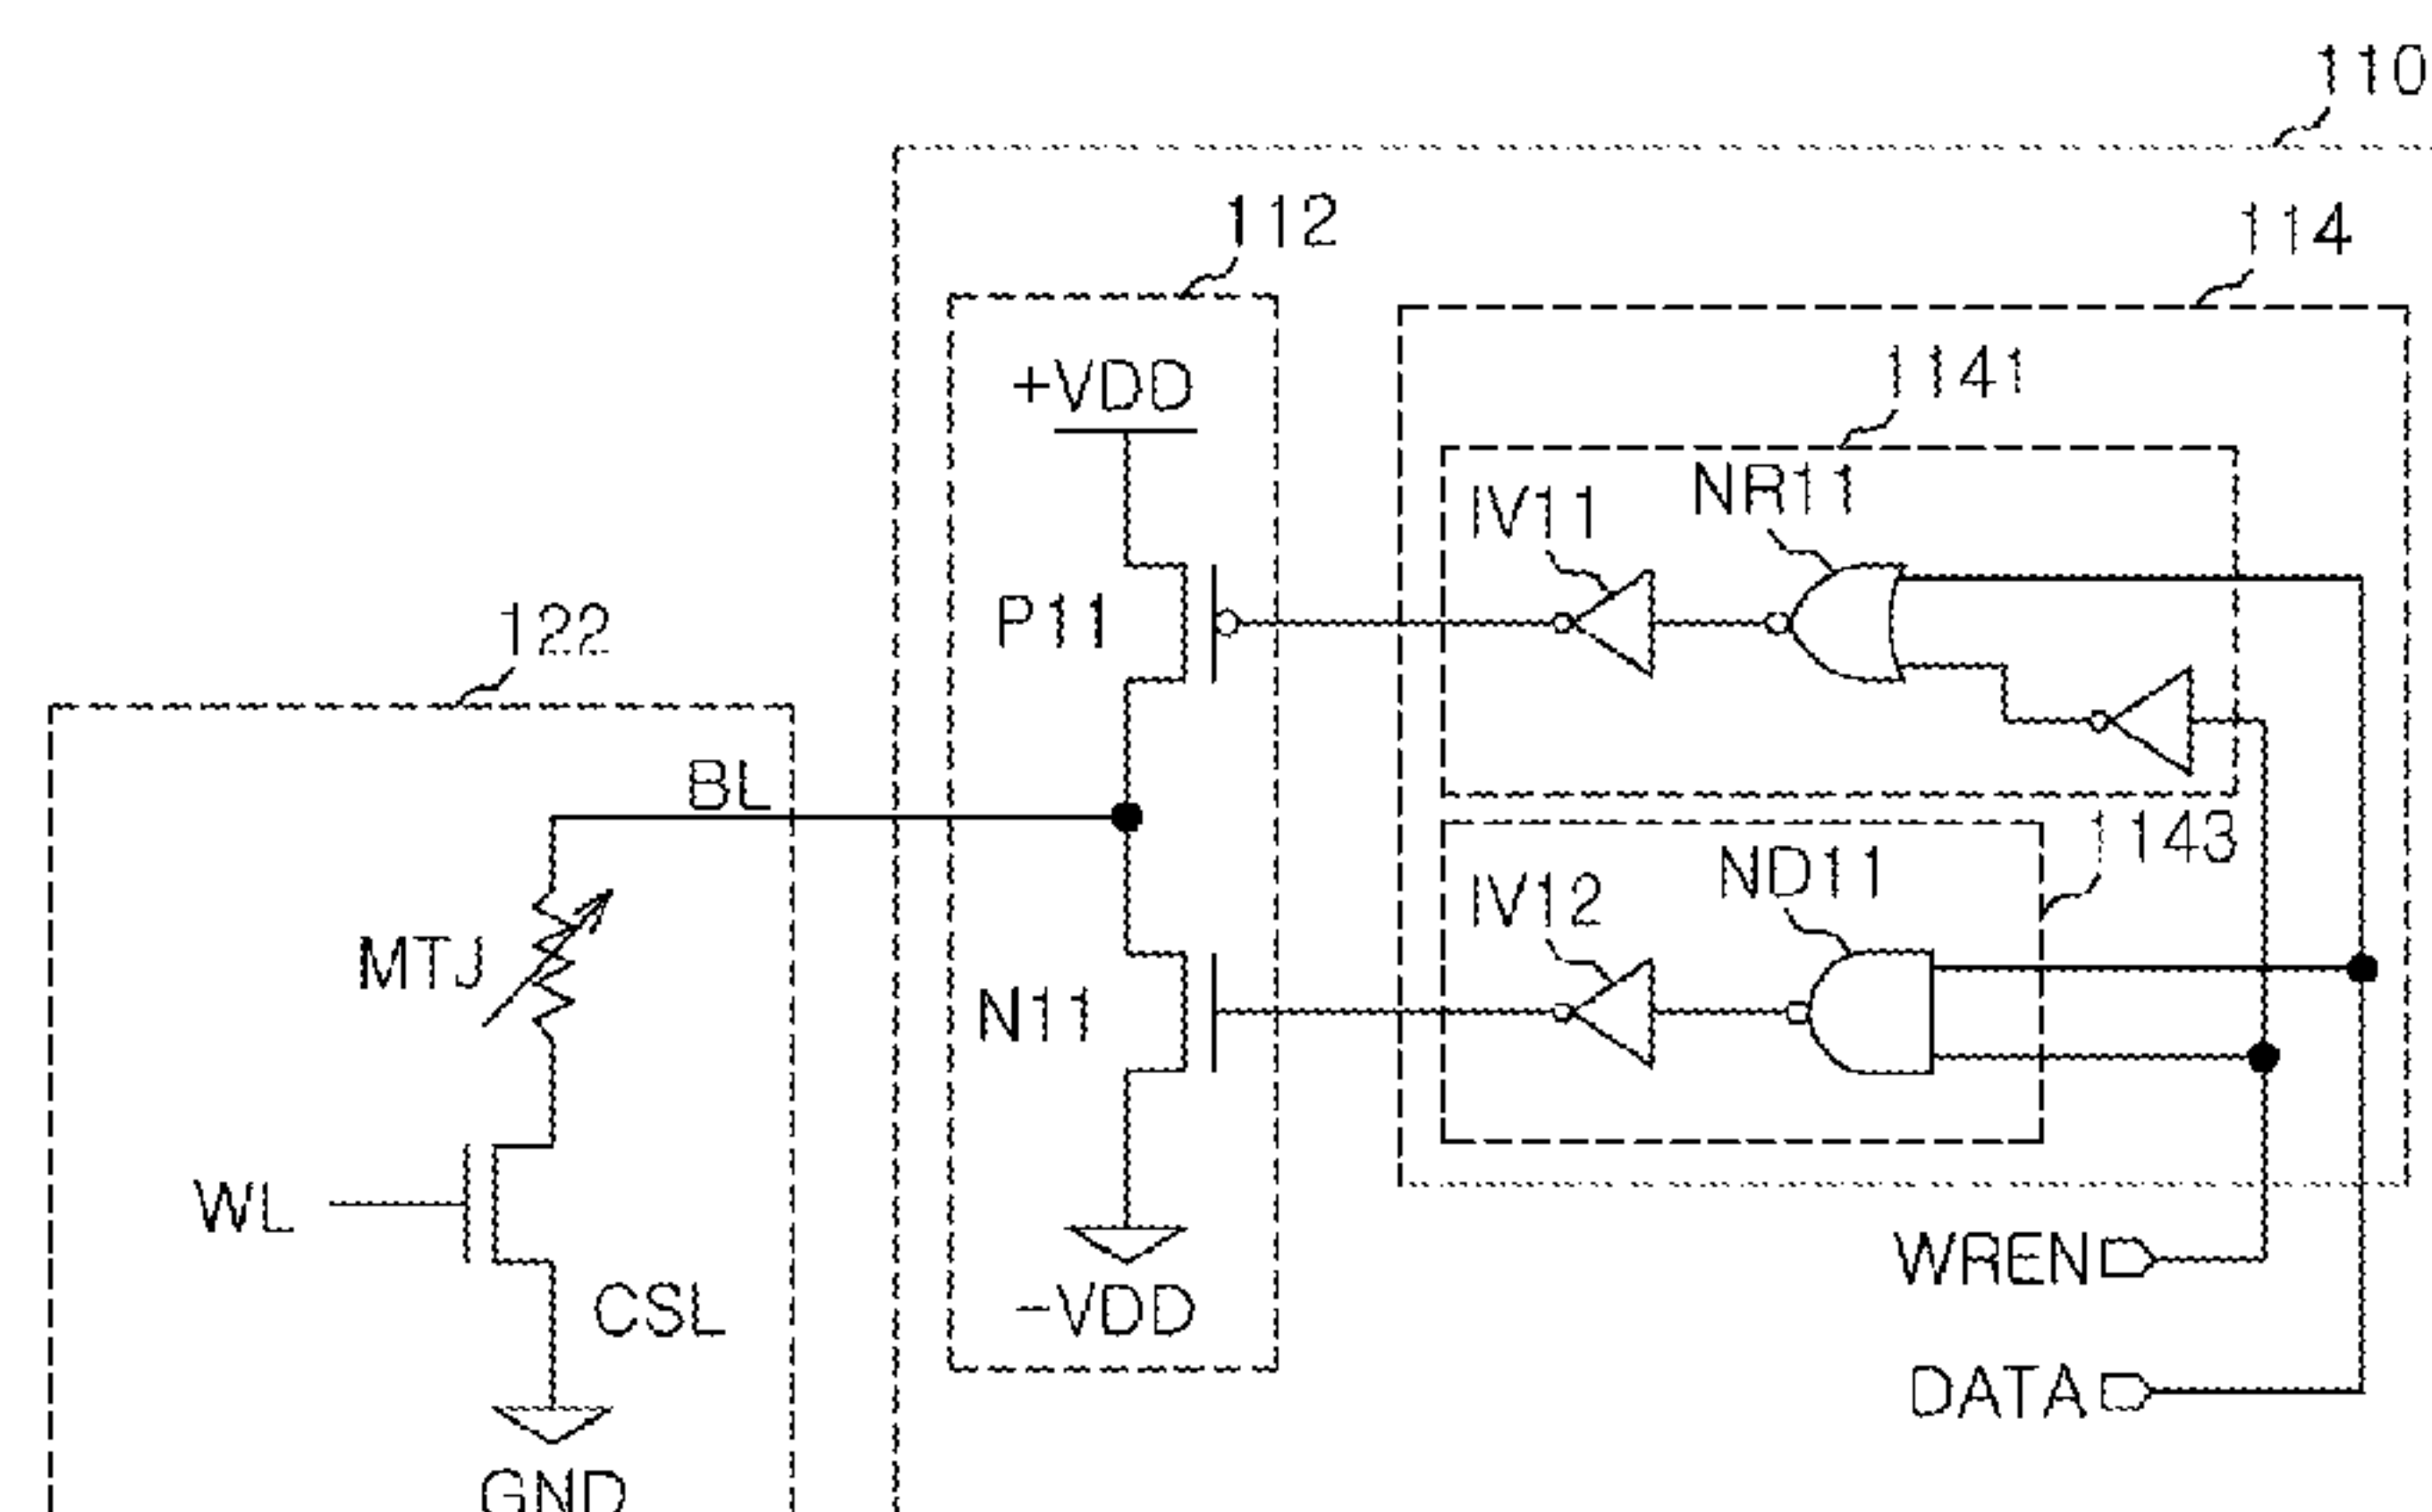 110
112
114
+VDD
1141
IV11
NR11
P11
122
BL
1143
IV12
ND11
MTJ
N11
WL
WREN
CSL
-VDD
DATA
GND